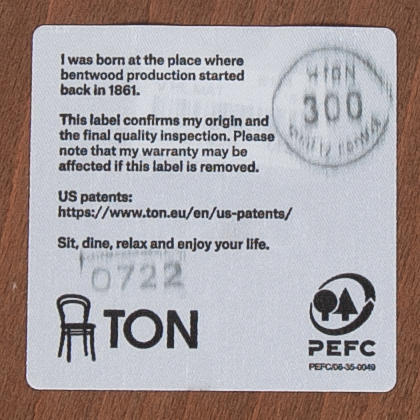 I was born at the place where
bentwood production started
back in 1861.
This label confirms my origin and
the final quality inspection. Please
note that my warranty may be
affected if this label is removed.
US patents:
https://www.ton.eu/en/us-patents/
Sit, dine, relax and enjoy your life.
300
0722
TON
PEFC
PEFC/08-35-0049